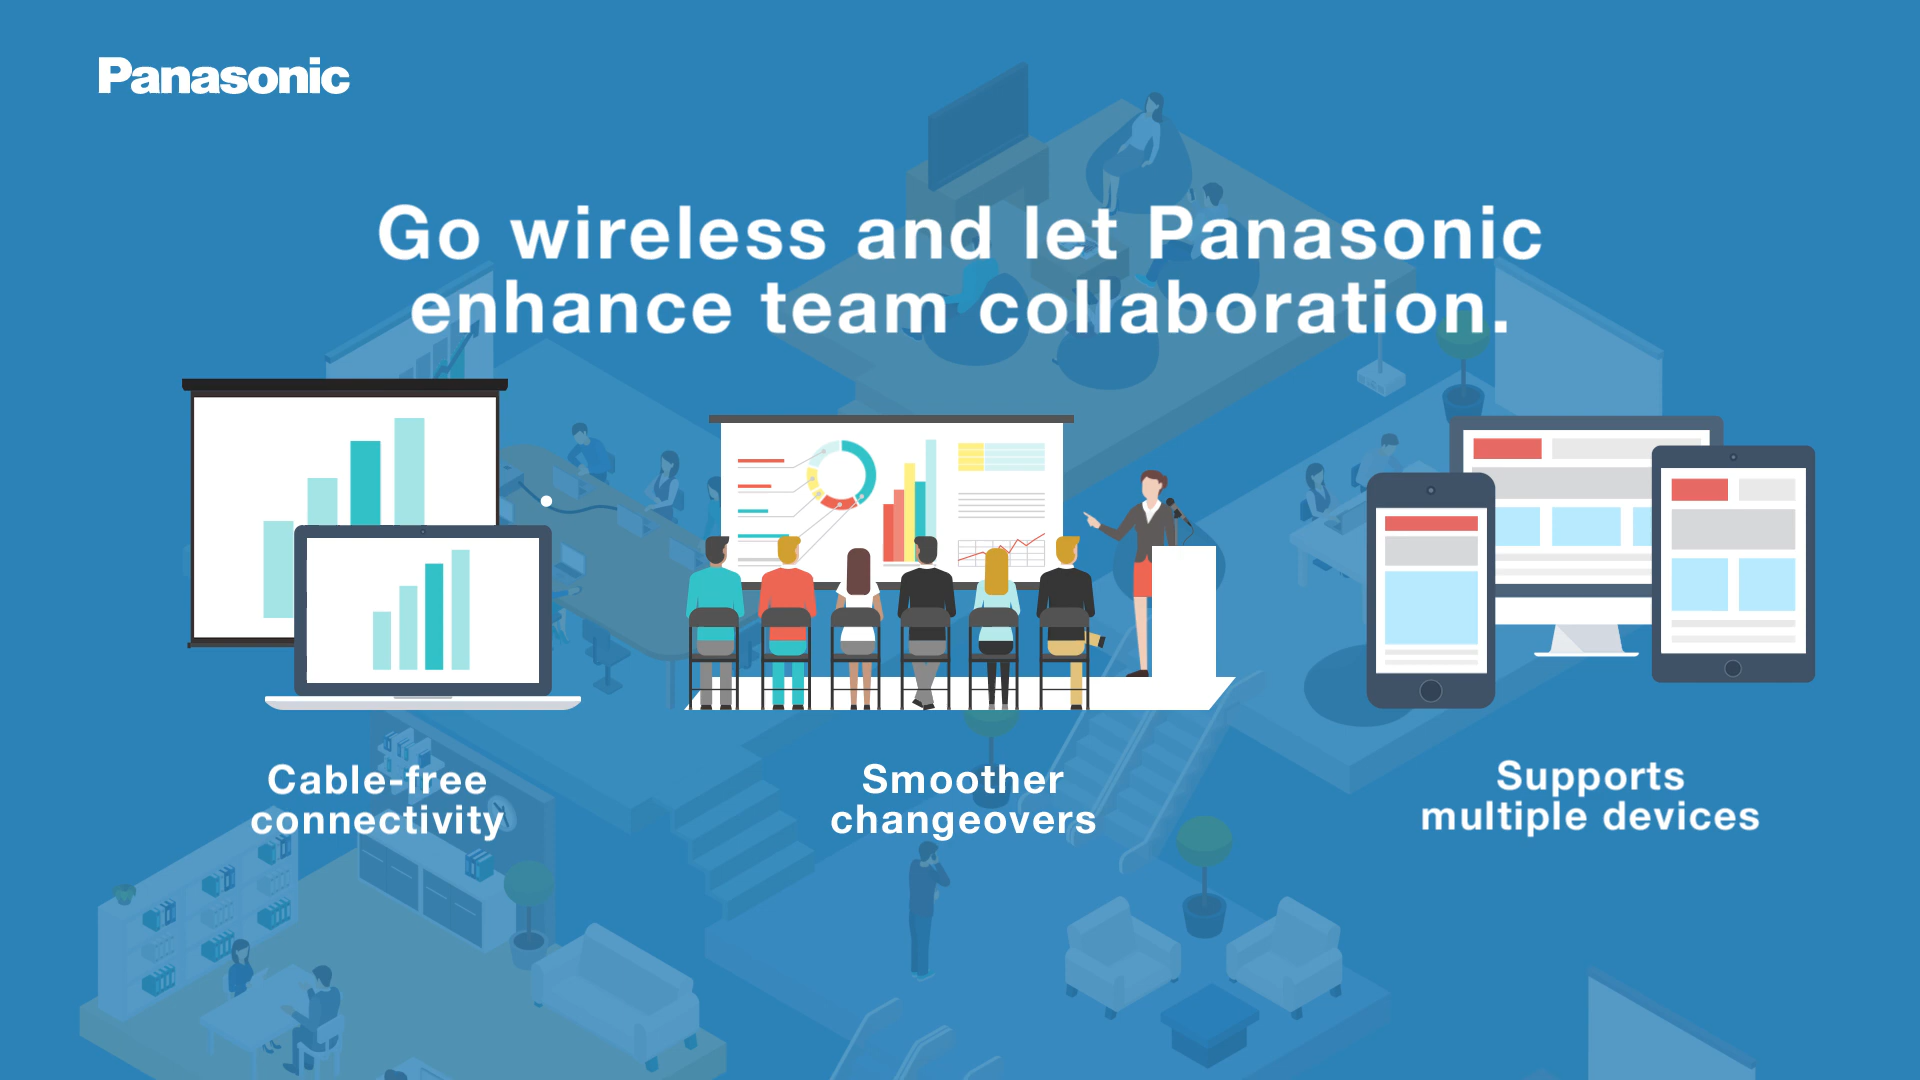 Panasonic
Go wireless and let Panasonic
enhance team collaboration.
Cable-free
connectivity
Smoother
changeovers
Supports
multiple devices